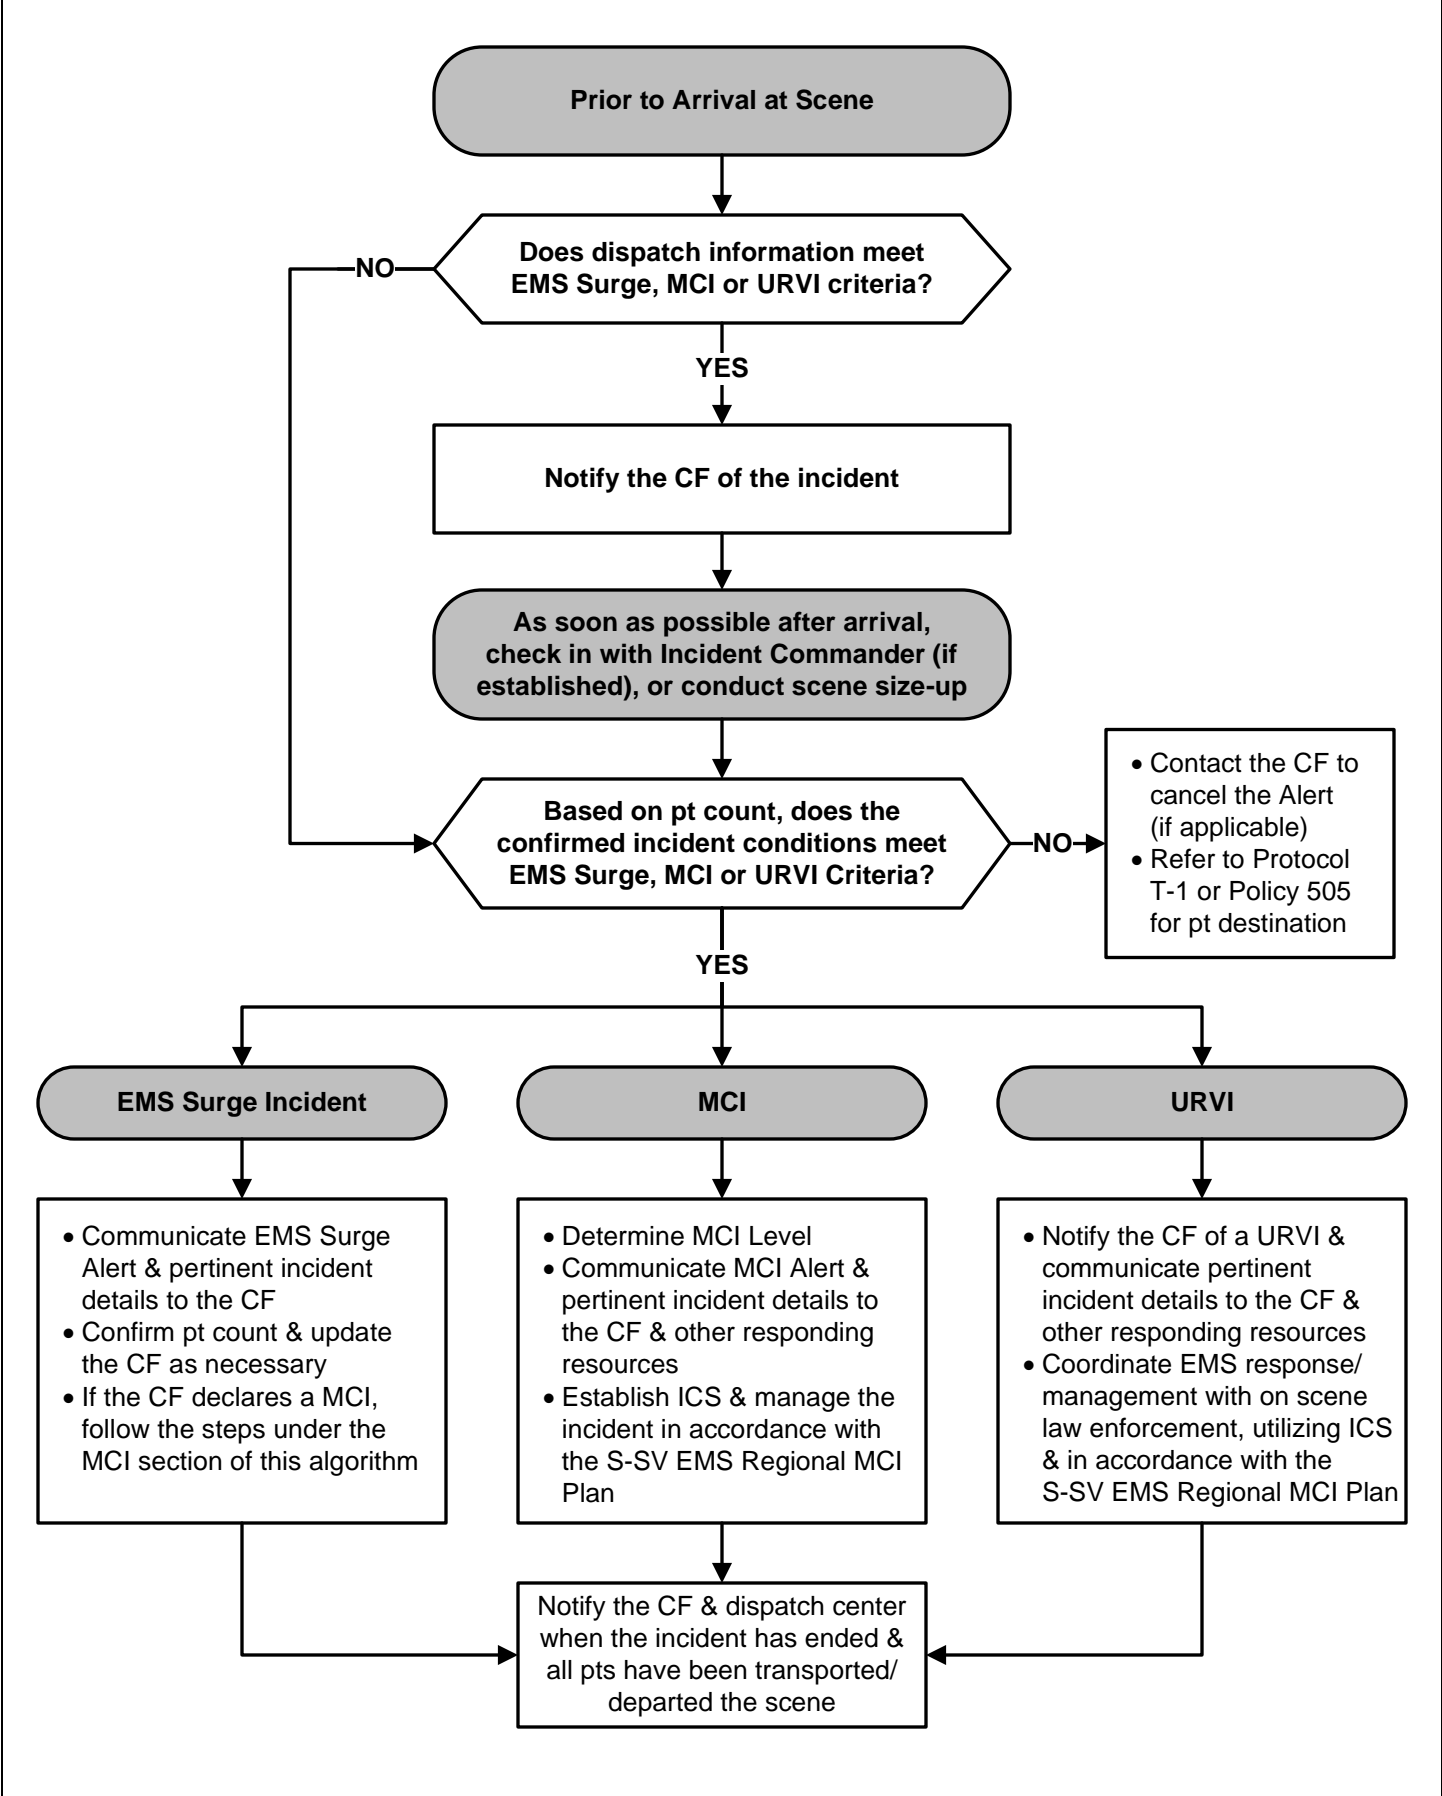 Prior to Arrival at Scene
Does dispatch information meet
EMS Surge, MCI or URVI criteria?
NO
YES
Notify the CF of the incident
As soon as possible after arrival,
check in with Incident Commander (if
established), or conduct scene size-up
Based on pt count, does the
confirmed incident conditions meet
EMS Surge, MCI or URVI Criteria?
NO
• Contact the CF to
cancel the Alert
(if applicable)
• Refer to Protocol
T-1 or Policy 505
for pt destination
YES
EMS Surge Incident
• Communicate EMS Surge
Alert & pertinent incident
details to the CF
• Confirm pt count & update
the CF as necessary
• If the CF declares a MCI,
follow the steps under the
MCI section of this algorithm
MCI
• Determine MCI Level
• Communicate MCI Alert &
pertinent incident details to
the CF & other responding
resources
• Establish ICS & manage the
incident in accordance with
the S-SV EMS Regional MCI
Plan
URVI
• Notify the CF of a URVI &
communicate pertinent
incident details to the CF &
other responding resources
• Coordinate EMS response/
management with on scene
law enforcement, utilizing ICS
& in accordance with the
S-SV EMS Regional MCI Plan
Notify the CF & dispatch center
when the incident has ended &
all pts have been transported/
departed the scene